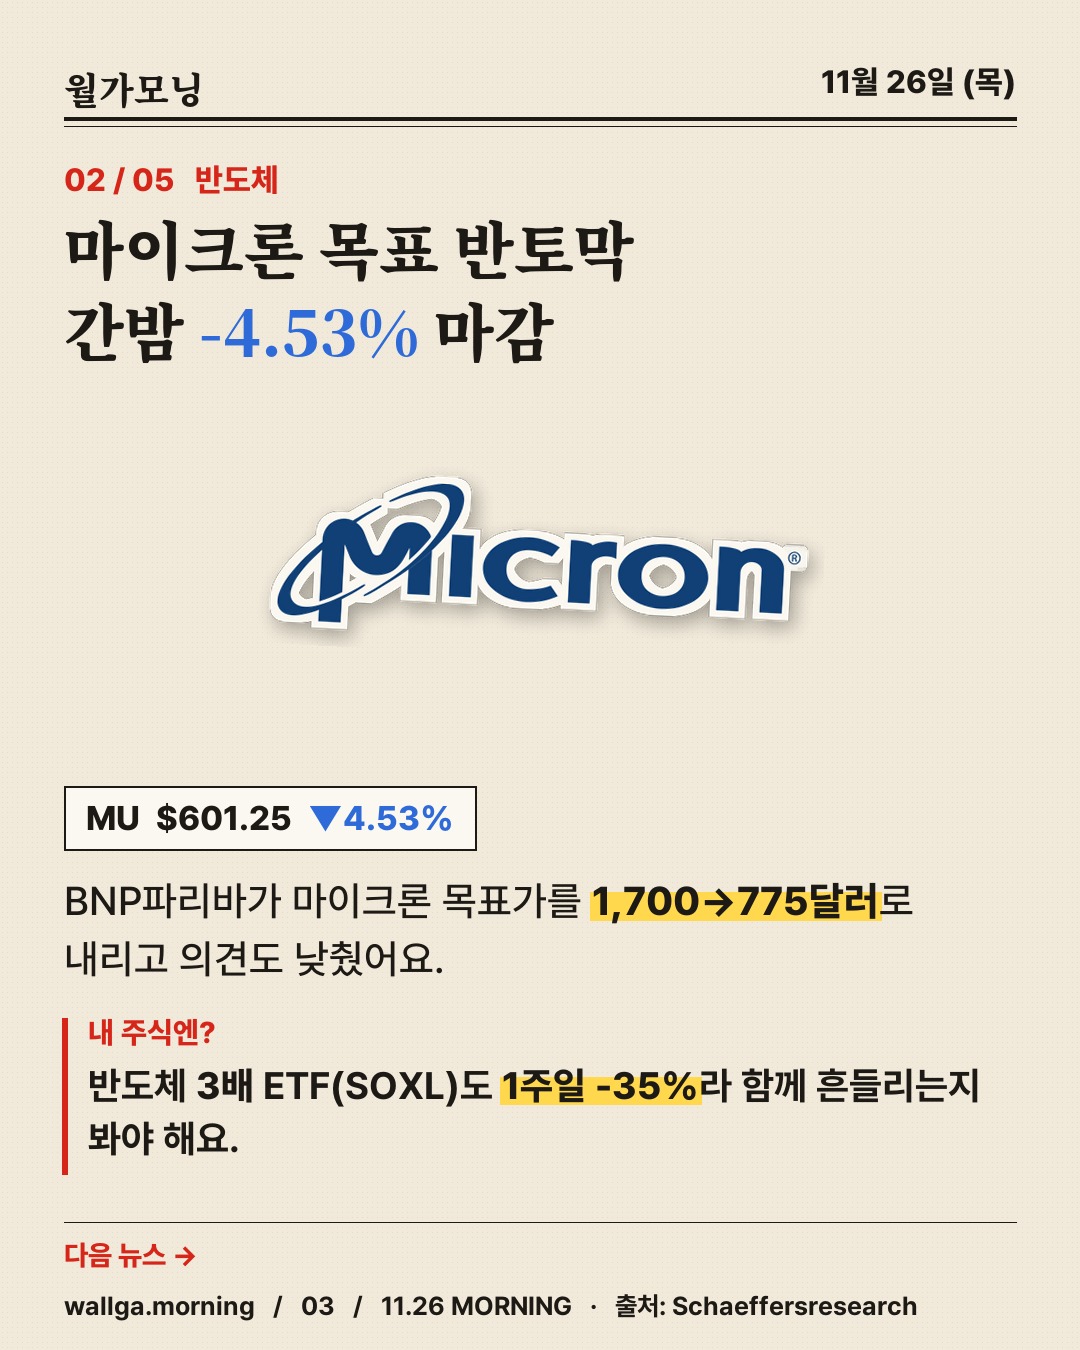 월가모닝
11월 26일 (목)
02 / 05 반도체
마이크론 목표 반토막
간밤 -4.53% 마감
Micron®
MU $601.25 ▼4.53%
BNP파리바가 마이크론 목표가를 1,700→775달러로
내리고 의견도 낮췄어요.
내 주식엔?
반도체 3배 ETF(SOXL)도 1주일 -35%라 함께 흔들리는지
봐야 해요.
다음 뉴스 →
wallga.morning / 03 / 11.26 MORNING · 출처: Schaeffersresearch